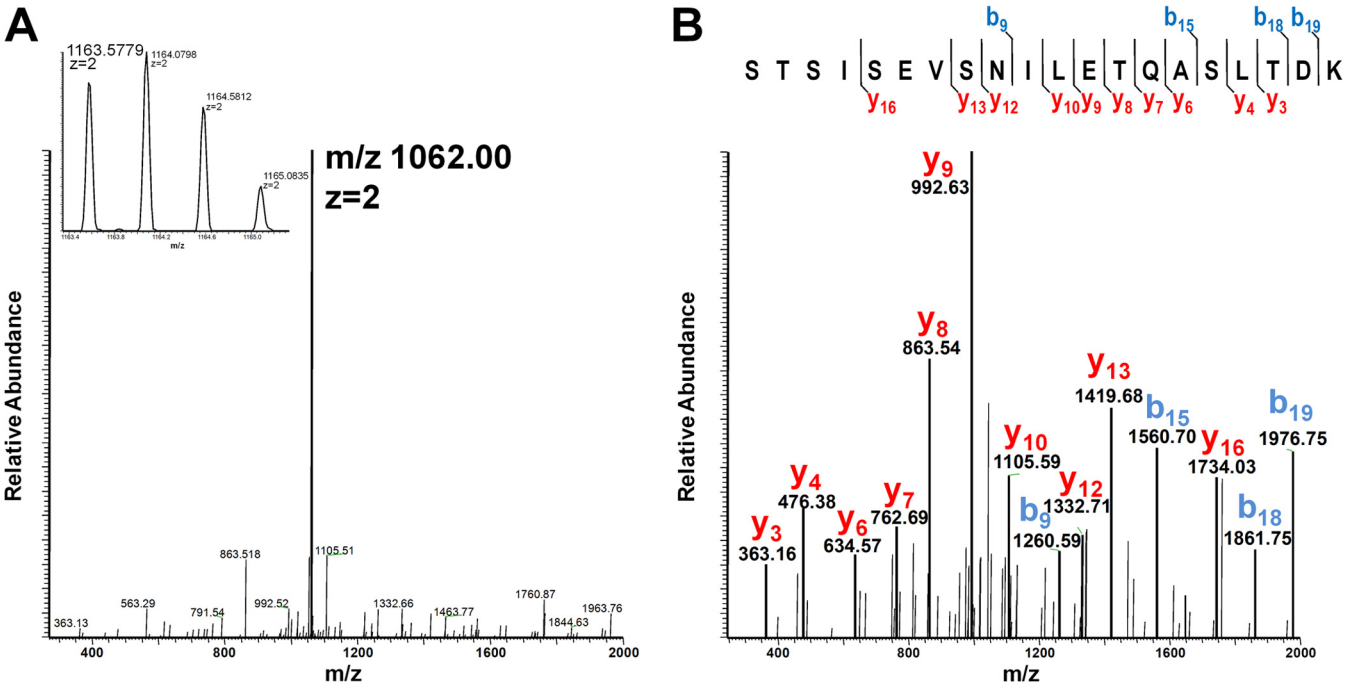 A
1163.5779
z=2
1164.0798
z=2
1164.5812
z=2
1165.0835
z=2
1163.4 1163.8 1164.2 1164.6 1165.0
m/z
m/z 1062.00
z=2
Relative Abundance
363.13
563.29
791.54
863.518
992.52
1105.51
1332.66
1463.77
1760.87
1844.63
1963.76
400 800 1200 1600 2000
m/z
B
b9 b15 b18 b19
S T S I S E V S N I L E T Q A S L T D K
y16 y13 y12 y10 y9 y8 y7 y6 y4 y3
Relative Abundance
y3
363.16
y4
476.38
y6
634.57
y7
762.69
y8
863.54
y9
992.63
y10
1105.59
b9
1260.59
y12
1332.71
y13
1419.68
b15
1560.70
y16
1734.03
b18
1861.75
b19
1976.75
400 800 1200 1600 2000
m/z